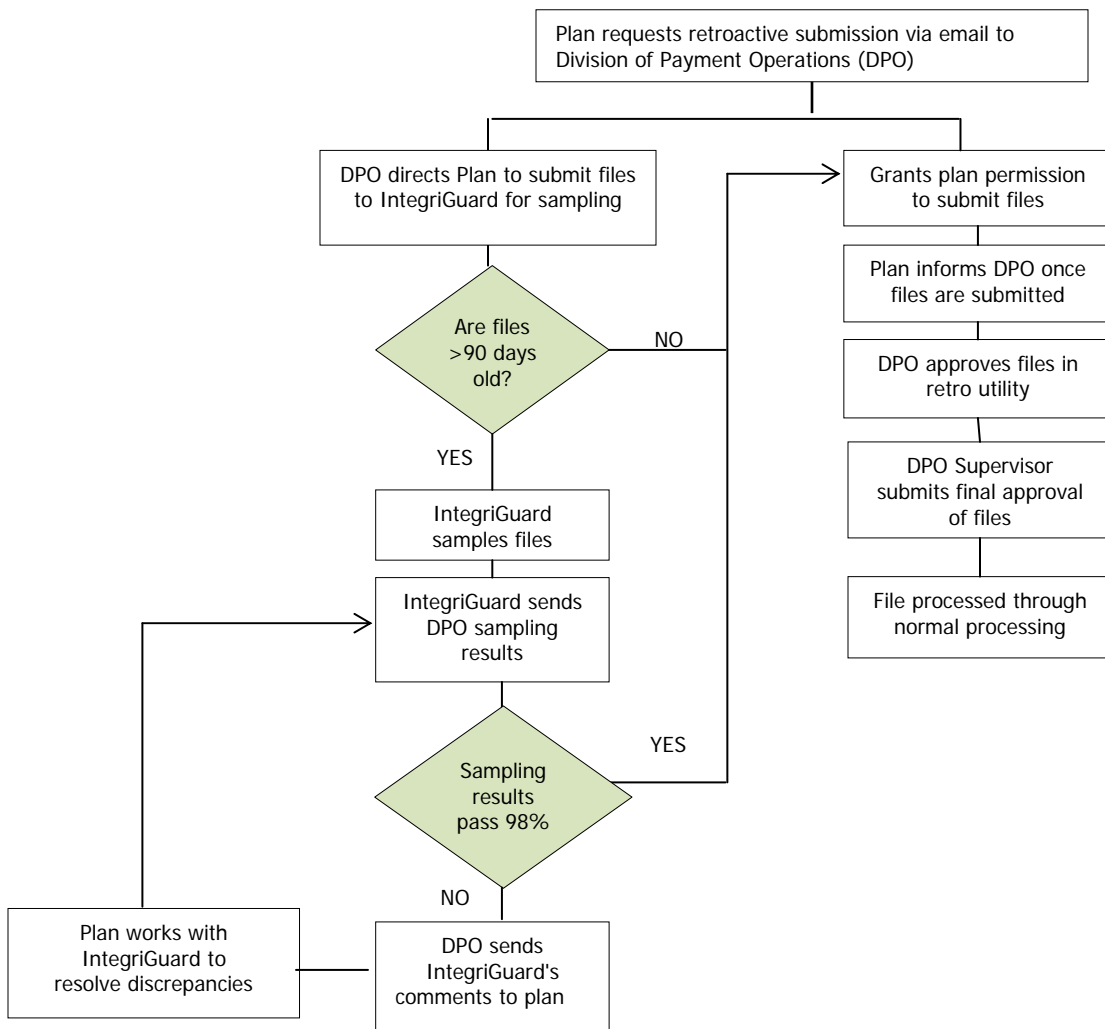 Plan requests retroactive submission via email to
Division of Payment Operations (DPO)
DPO directs Plan to submit files
to IntegriGuard for sampling
Grants plan permission
to submit files
Plan informs DPO once
files are submitted
Are files
>90 days
old?
NO
DPO approves files in
retro utility
YES
DPO Supervisor
submits final approval
of files
IntegriGuard
samples files
IntegriGuard sends
DPO sampling
results
File processed through
normal processing
YES
Sampling
results
pass 98%
NO
Plan works with
IntegriGuard to
resolve discrepancies
DPO sends
IntegriGuard's
comments to plan